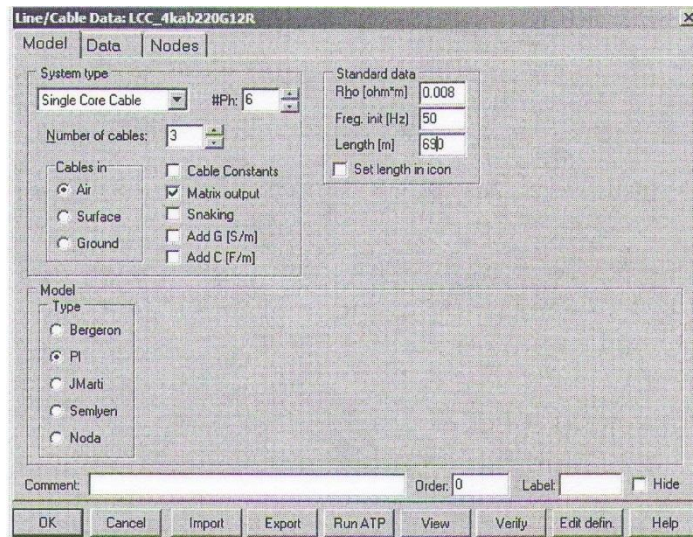 Line/Cable Data: LCC_4kab220G12R
Model Data Nodes
System type
Single Core Cable #Ph: 6
Number of cables: 3
Cables in
Air
Surface
Ground
Cable Constants
Matrix output
Snaking
Add G [S/m]
Add C [F/m]
Standard data
Rho [ohm*m] 0.008
Freq. init [Hz] 50
Length [m] 690
Set length in icon
Model
Type
Bergeron
PI
JMarti
Semlyen
Noda
Comment: Order: 0 Label: Hide
OK Cancel Import Export Run ATP View Verify Edit defin. Help